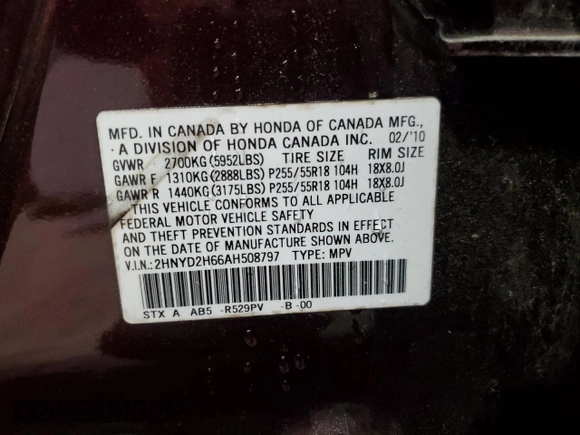 MFD. IN CANADA BY HONDA OF CANADA MFG.,
A DIVISION OF HONDA CANADA INC. 02/'10
GVWR 2700KG (5952LBS) TIRE SIZE RIM SIZE
GAWR F 1310KG (2888LBS) P255/55R18 104H 18X8.0J
GAWR R 1440KG (3175LBS) P255/55R18 104H 18X8.0J
THIS VEHICLE CONFORMS TO ALL APPLICABLE
FEDERAL MOTOR VEHICLE SAFETY
AND THEFT PREVENTION STANDARDS IN EFFECT
ON THE DATE OF MANUFACTURE SHOWN ABOVE.
V.I.N.: 2HNYD2H66AH508797 TYPE: MPV
STX A AB5 -R529PV -B -00